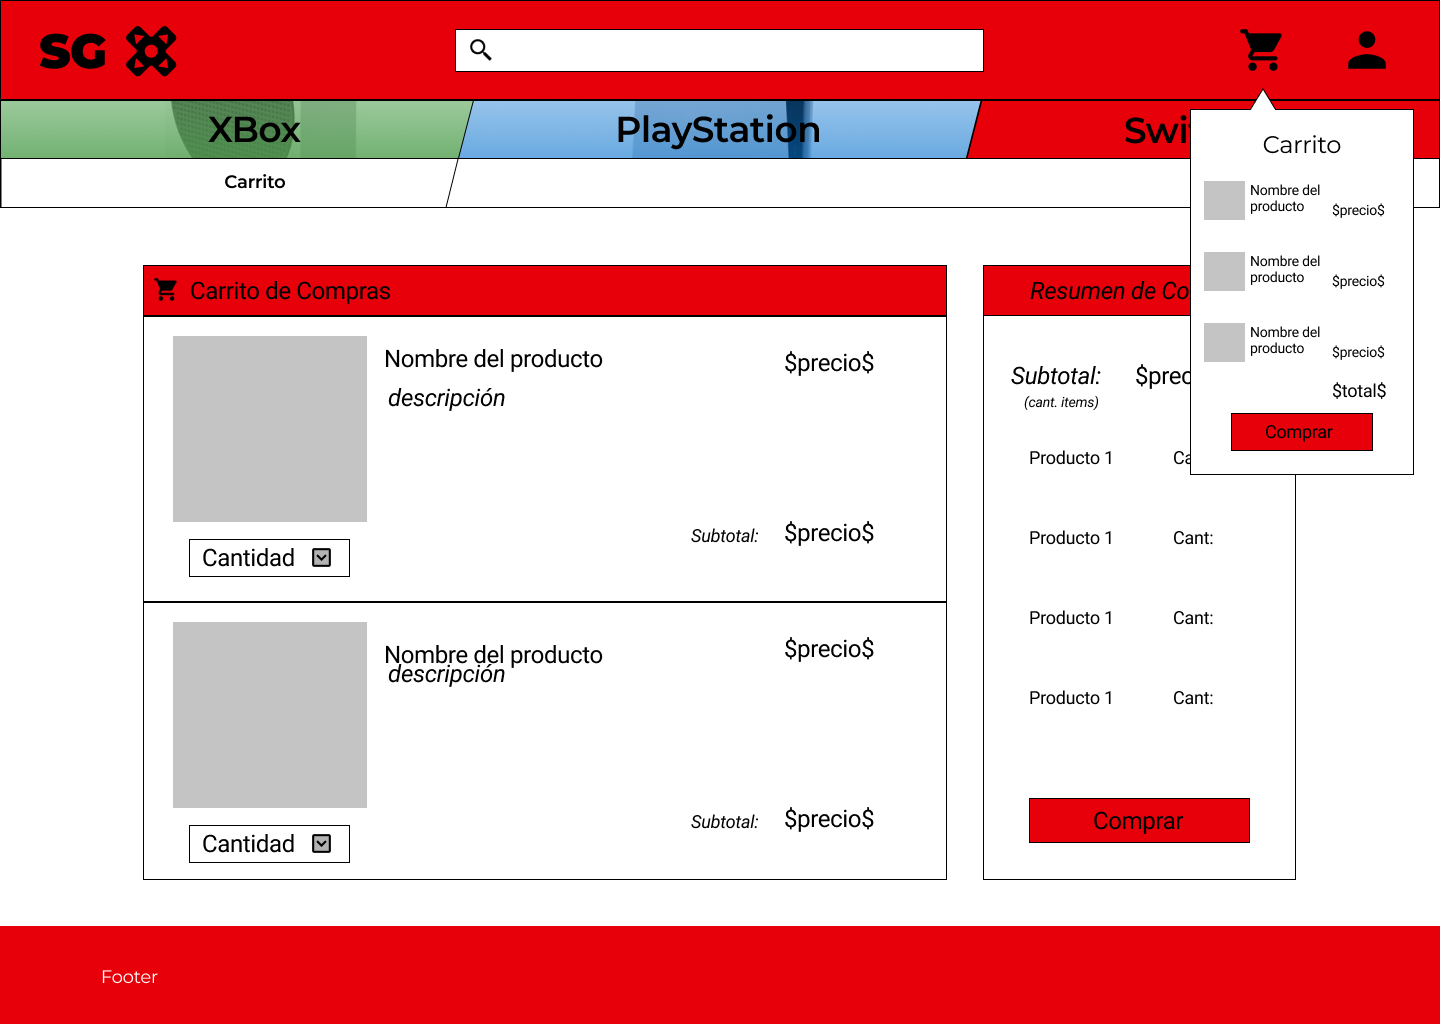 SG
XBox
PlayStation
Swi
Carrito
Carrito
Nombre del
producto
$precio$
Nombre del
producto
$precio$
Nombre del
producto
$precio$
$total$
Comprar
Carrito de Compras
Nombre del producto
$precio$
descripción
Subtotal:
$precio$
Cantidad
Nombre del producto
$precio$
descripción
Subtotal:
$precio$
Cantidad
Resumen de Co
Subtotal:
$prec
(cant. items)
Producto 1
Ca
Producto 1
Cant:
Producto 1
Cant:
Producto 1
Cant:
Comprar
Footer